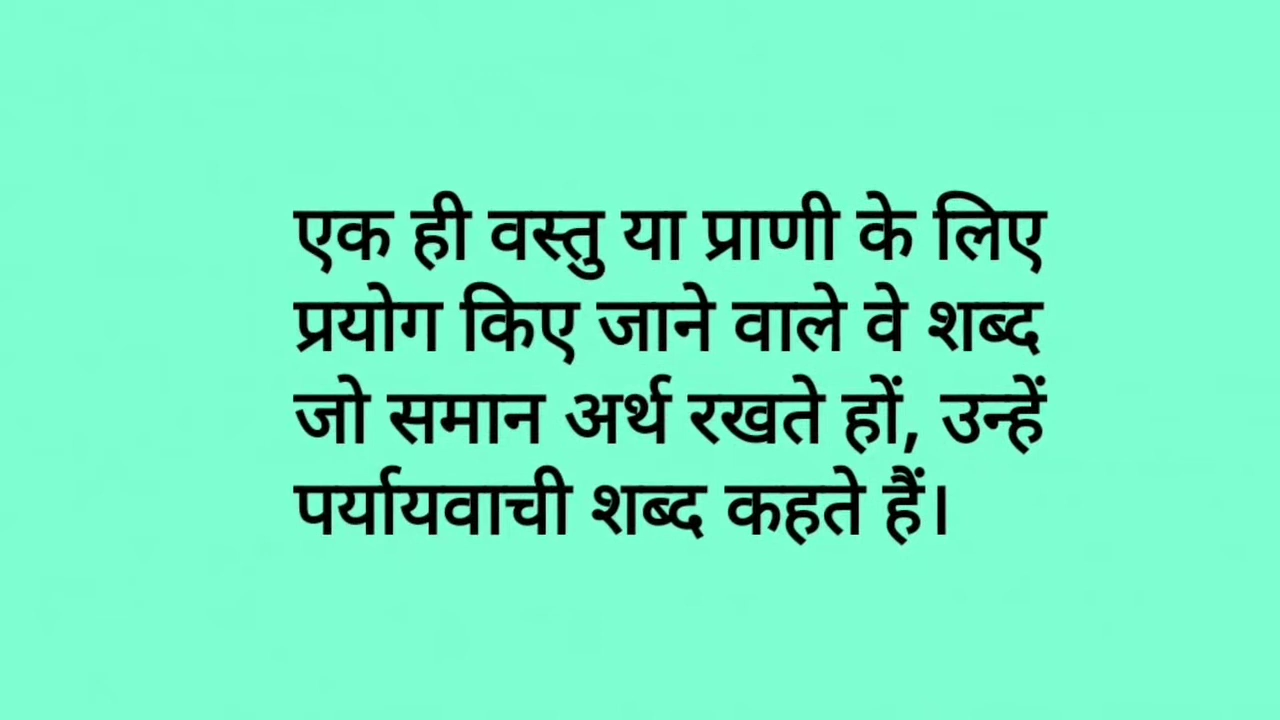 एक ही वस्तु या प्राणी के लिए
प्रयोग किए जाने वाले वे शब्द
जो समान अर्थ रखते हों, उन्हें
पर्यायवाची शब्द कहते हैं।